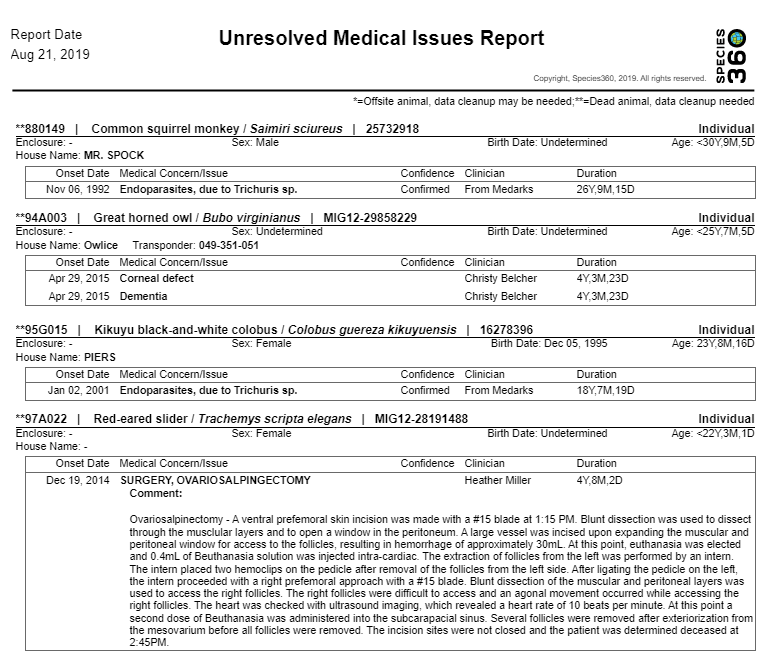 Report Date
Aug 21, 2019
Unresolved Medical Issues Report
SPECIES
360
Copyright, Species360, 2019. All rights reserved.
*=Offsite animal, data cleanup may be needed;**=Dead animal, data cleanup needed
**880149 | Common squirrel monkey / Saimiri sciureus | 25732918 Individual
Enclosure: - Sex: Male Birth Date: Undetermined Age: <30Y,9M,5D
House Name: MR. SPOCK
Onset Date Medical Concern/Issue Confidence Clinician Duration
Nov 06, 1992 Endoparasites, due to Trichuris sp. Confirmed From Medarks 26Y,9M,15D
**94A003 | Great horned owl / Bubo virginianus | MIG12-29858229 Individual
Enclosure: - Sex: Undetermined Birth Date: Undetermined Age: <25Y,7M,5D
House Name: Owlice Transponder: 049-351-051
Onset Date Medical Concern/Issue Confidence Clinician Duration
Apr 29, 2015 Corneal defect Christy Belcher 4Y,3M,23D
Apr 29, 2015 Dementia Christy Belcher 4Y,3M,23D
**95G015 | Kikuyu black-and-white colobus / Colobus guereza kikuyuensis | 16278396 Individual
Enclosure: - Sex: Female Birth Date: Dec 05, 1995 Age: 23Y,8M,16D
House Name: PIERS
Onset Date Medical Concern/Issue Confidence Clinician Duration
Jan 02, 2001 Endoparasites, due to Trichuris sp. Confirmed From Medarks 18Y,7M,19D
**97A022 | Red-eared slider / Trachemys scripta elegans | MIG12-28191488 Individual
Enclosure: - Sex: Female Birth Date: Undetermined Age: <22Y,3M,1D
House Name: -
Onset Date Medical Concern/Issue Confidence Clinician Duration
Dec 19, 2014 SURGERY, OVARIOSALPINGECTOMY Heather Miller 4Y,8M,2D
Comment:
Ovariosalpinectomy - A ventral prefemoral skin incision was made with a #15 blade at 1:15 PM. Blunt dissection was used to dissect
through the musclular layers and to open a window in the peritoneum. A large vessel was incised upon expanding the muscular and
peritoneal window for access to the follicles, resulting in hemorrhage of approximately 30mL. At this point, euthanasia was elected
and 0.4mL of Beuthanasia solution was injected intra-cardiac. The extraction of follicles from the left was performed by an intern.
The intern placed two hemoclips on the pedicle after removal of the follicles from the left side. After ligating the pedicle on the left,
the intern proceeded with a right prefemoral approach with a #15 blade. Blunt dissection of the muscular and peritoneal layers was
used to access the right follicles. The right follicles were difficult to access and an agonal movement occurred while accessing the
right follicles. The heart was checked with ultrasound imaging, which revealed a heart rate of 10 beats per minute. At this point a
second dose of Beuthanasia was administered into the subcarapacial sinus. Several follicles were removed after exteriorization from
the mesovarium before all follicles were removed. The incision sites were not closed and the patient was determined deceased at
2:45PM.